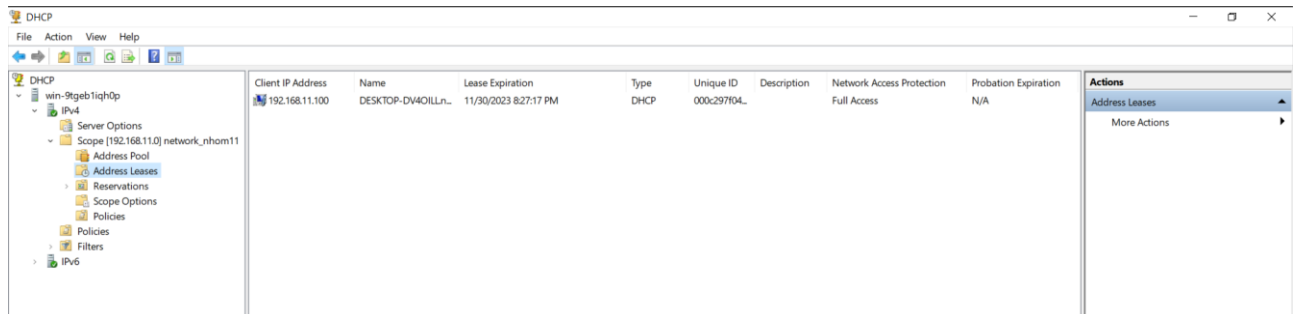 DHCP
File Action View Help
DHCP
win-9tgeb1iqh0p
IPv4
Server Options
Scope [192.168.11.0] network_nhom11
Address Pool
Address Leases
Reservations
Scope Options
Policies
Policies
Filters
IPv6
Client IP Address Name Lease Expiration Type Unique ID Description Network Access Protection Probation Expiration
192.168.11.100 DESKTOP-DV4OILL.n... 11/30/2023 8:27:17 PM DHCP 000c297f04... Full Access N/A
Actions
Address Leases
More Actions